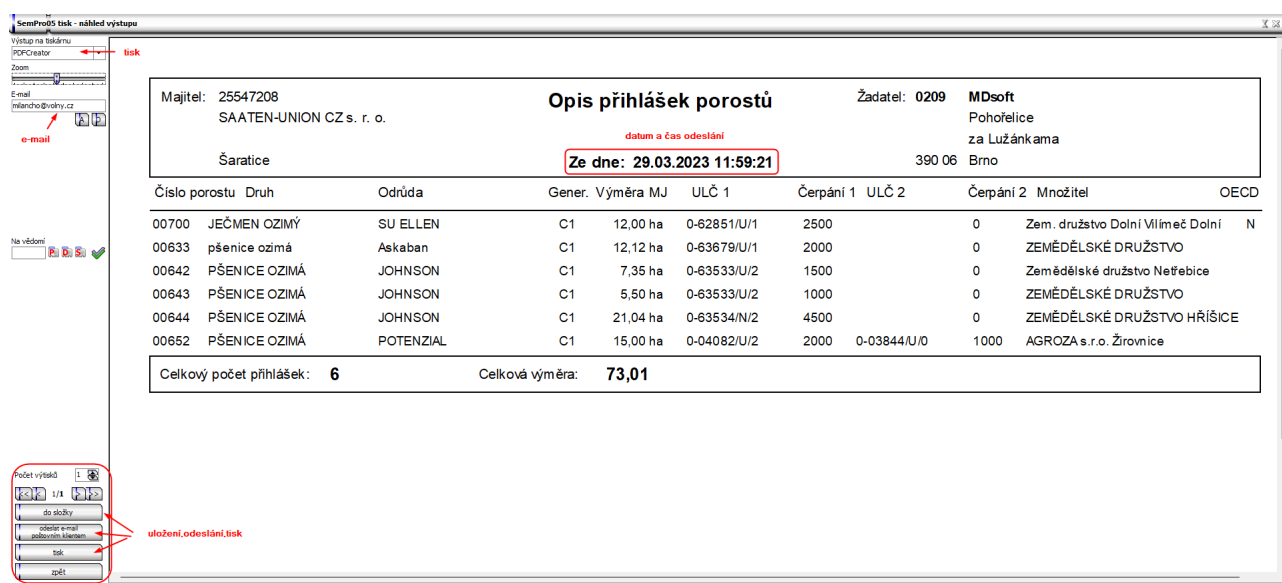 SemPro05 tisk - náhled výstupu
Výstup na tiskárnu
PDFCreator
tisk
Zoom
E-mail
milancho@volny.cz
e-mail
Na vědomí
P. D. S.
Majitel: 25547208
SAATEN-UNION CZ s. r. o.
Šaratice
Opis přihlášek porostů
datum a čas odeslání
Ze dne: 29.03.2023 11:59:21
Žadatel: 0209 MDsoft
Pohořelice
za Lužánkama
390 06 Brno
Číslo porostu Druh Odrůda Gener. Výměra MJ ULČ 1 Čerpání 1 ULČ 2 Čerpání 2 Množitel OECD
00700 JEČMEN OZIMÝ SU ELLEN C1 12,00 ha 0-62851/U/1 2500 0 Zem. družstvo Dolní Vilímeč Dolní N
00633 pšenice ozimá Askaban C1 12,12 ha 0-63679/U/1 2000 0 ZEMĚDĚLSKÉ DRUŽSTVO
00642 PŠENICE OZIMÁ JOHNSON C1 7,35 ha 0-63533/U/2 1500 0 Zemědělské družstvo Netřebice
00643 PŠENICE OZIMÁ JOHNSON C1 5,50 ha 0-63533/U/2 1000 0 ZEMĚDĚLSKÉ DRUŽSTVO
00644 PŠENICE OZIMÁ JOHNSON C1 21,04 ha 0-63534/N/2 4500 0 ZEMĚDĚLSKÉ DRUŽSTVO HŘÍŠICE
00652 PŠENICE OZIMÁ POTENZIAL C1 15,00 ha 0-04082/U/2 2000 0-03844/U/0 1000 AGROZA s.r.o. Žirovnice
Celkový počet přihlášek: 6 Celková výměra: 73,01
Počet výtisků 1
<< < 1/1 > >>
do složky
odeslat e-mail
poštovním klientem
tisk
zpět
uložení,odeslání,tisk